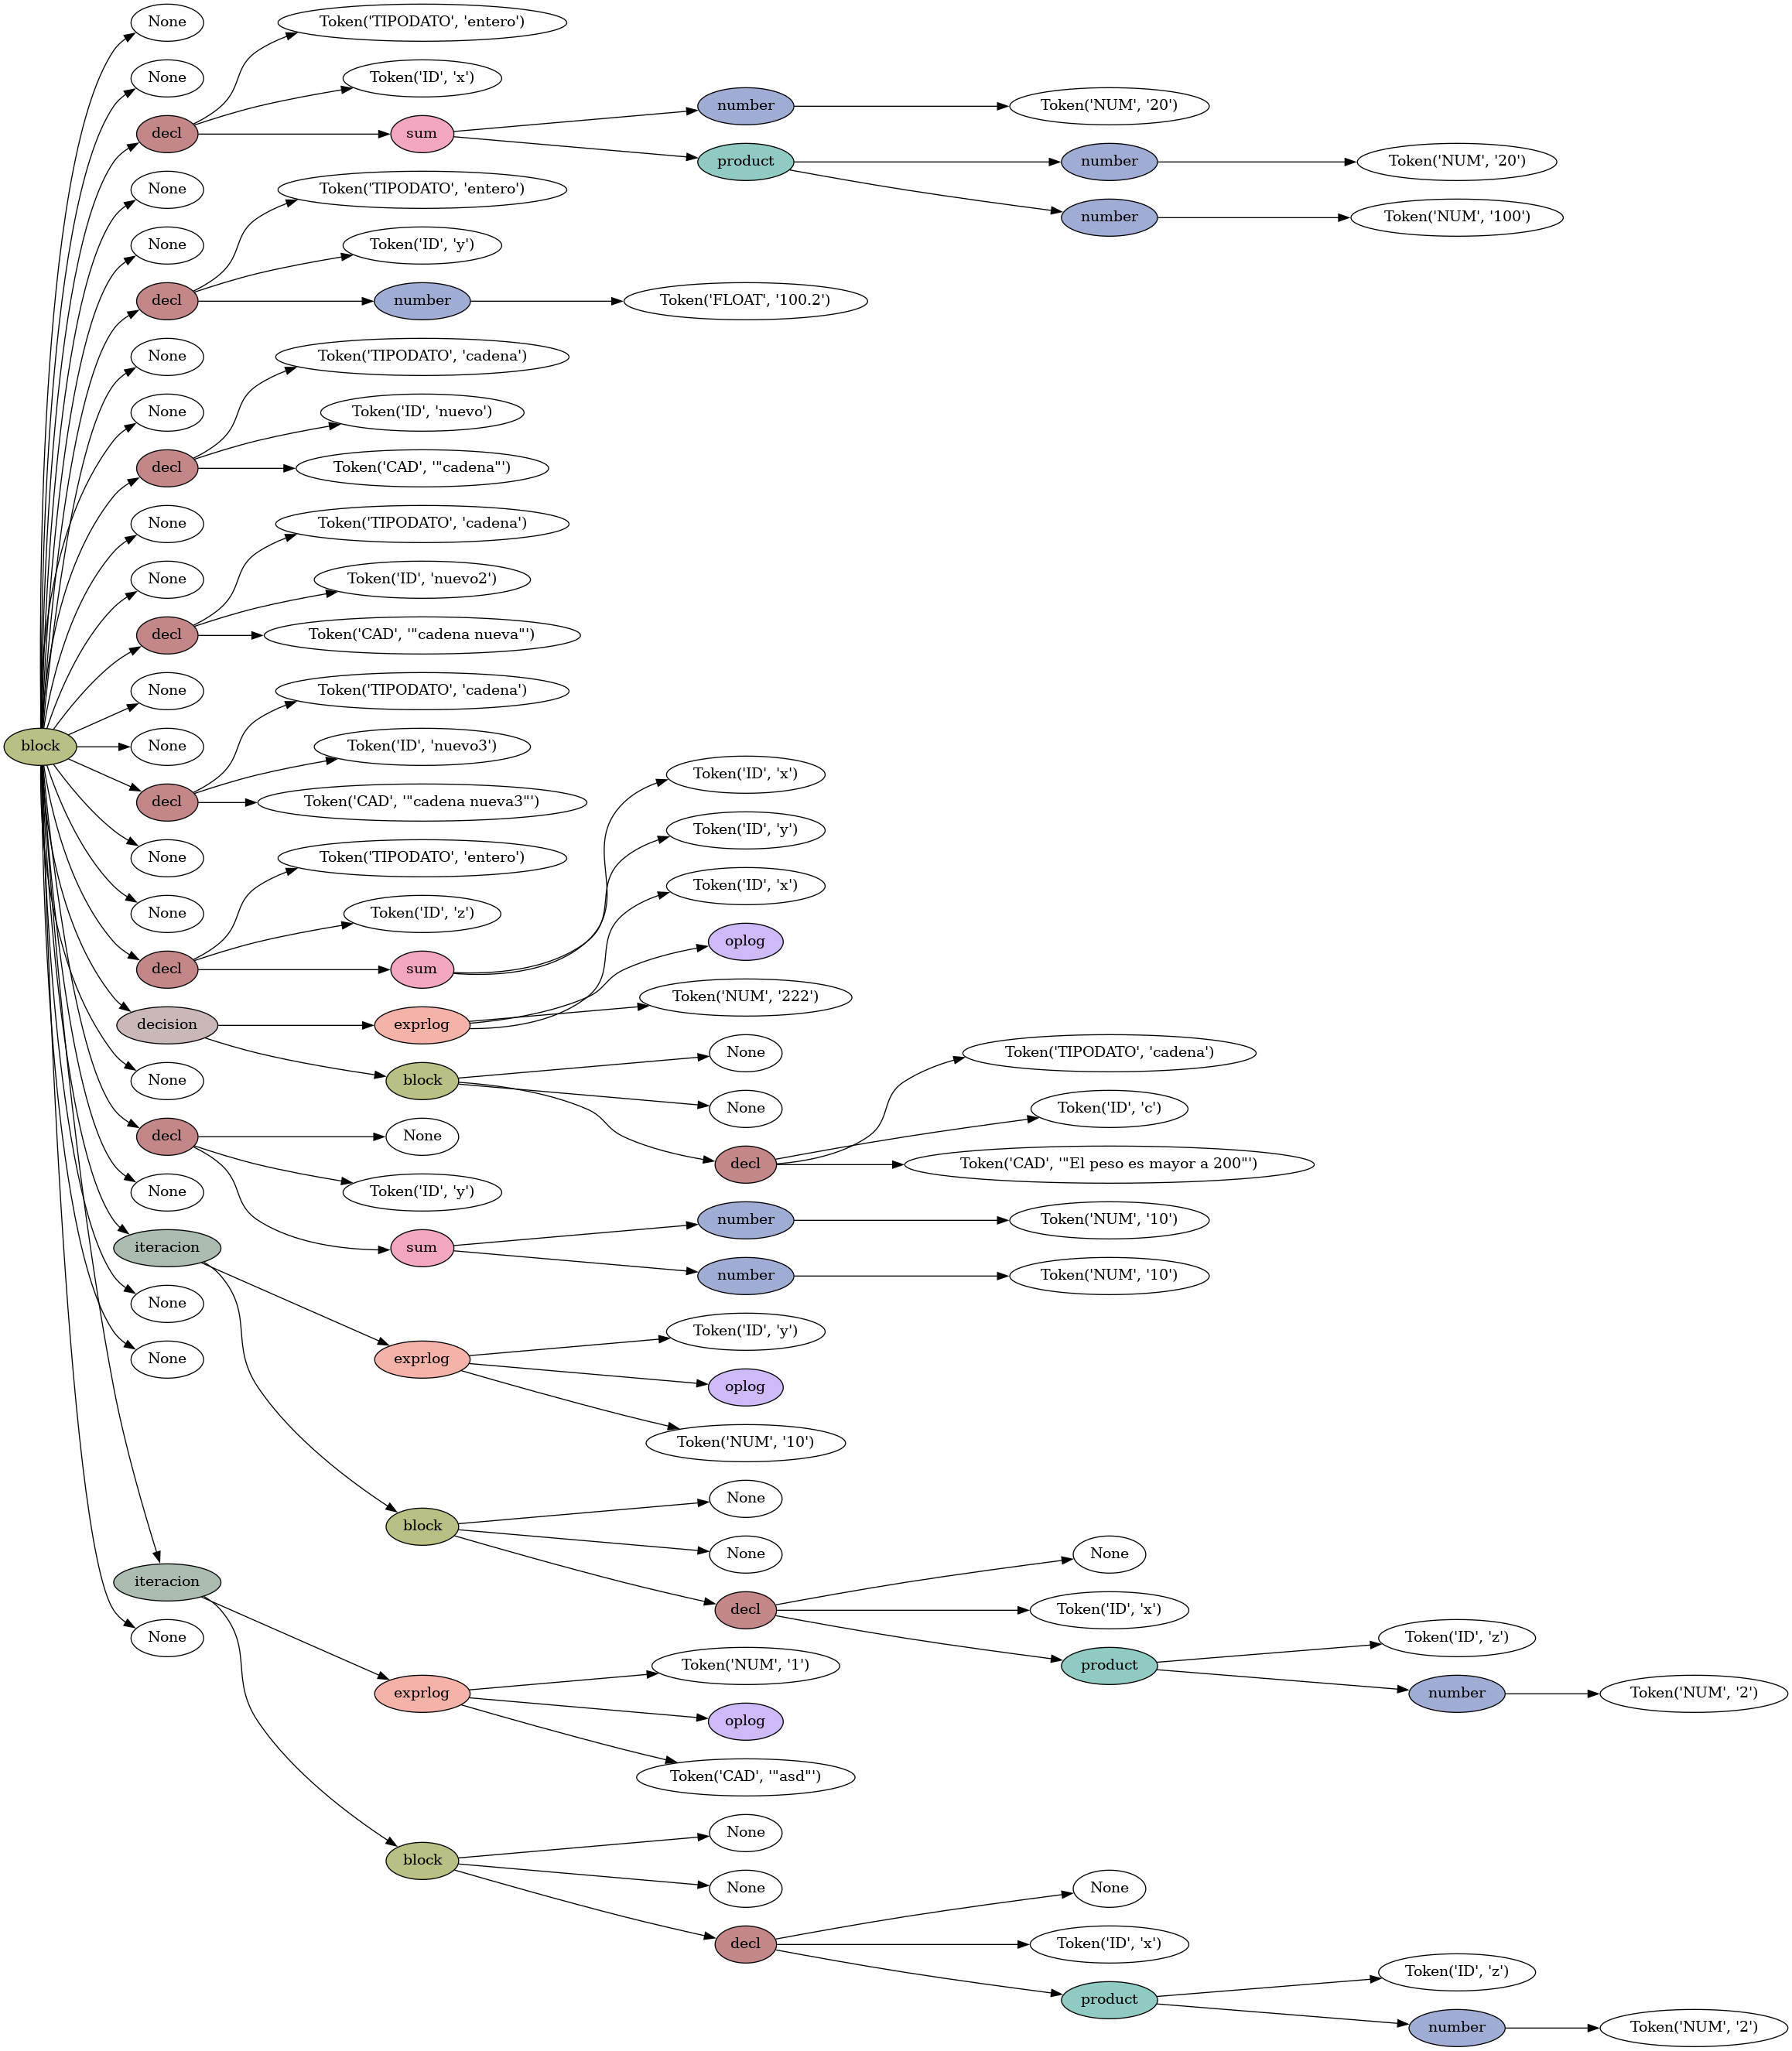 None
Token('TIPODATO', 'entero')
None
Token('ID', 'x')
number
Token('NUM', '20')
decl
sum
product
number
Token('NUM', '20')
None
Token('TIPODATO', 'entero')
number
Token('NUM', '100')
None
Token('ID', 'y')
decl
number
Token('FLOAT', '100.2')
None
Token('TIPODATO', 'cadena')
None
Token('ID', 'nuevo')
decl
Token('CAD', '"cadena"')
None
Token('TIPODATO', 'cadena')
None
Token('ID', 'nuevo2')
decl
Token('CAD', '"cadena nueva"')
None
Token('TIPODATO', 'cadena')
block
None
Token('ID', 'nuevo3')
Token('ID', 'x')
decl
Token('CAD', '"cadena nueva3"')
Token('ID', 'y')
None
Token('TIPODATO', 'entero')
Token('ID', 'x')
None
Token('ID', 'z')
oplog
decl
sum
Token('NUM', '222')
decision
exprlog
None
Token('TIPODATO', 'cadena')
None
block
None
Token('ID', 'c')
decl
None
decl
Token('CAD', '"El peso es mayor a 200"')
None
Token('ID', 'y')
number
Token('NUM', '10')
iteracion
sum
number
Token('NUM', '10')
None
Token('ID', 'y')
None
exprlog
oplog
Token('NUM', '10')
None
block
None
None
iteracion
decl
Token('ID', 'x')
None
Token('ID', 'z')
Token('NUM', '1')
product
exprlog
number
Token('NUM', '2')
oplog
Token('CAD', '"asd"')
None
block
None
None
decl
Token('ID', 'x')
Token('ID', 'z')
product
number
Token('NUM', '2')